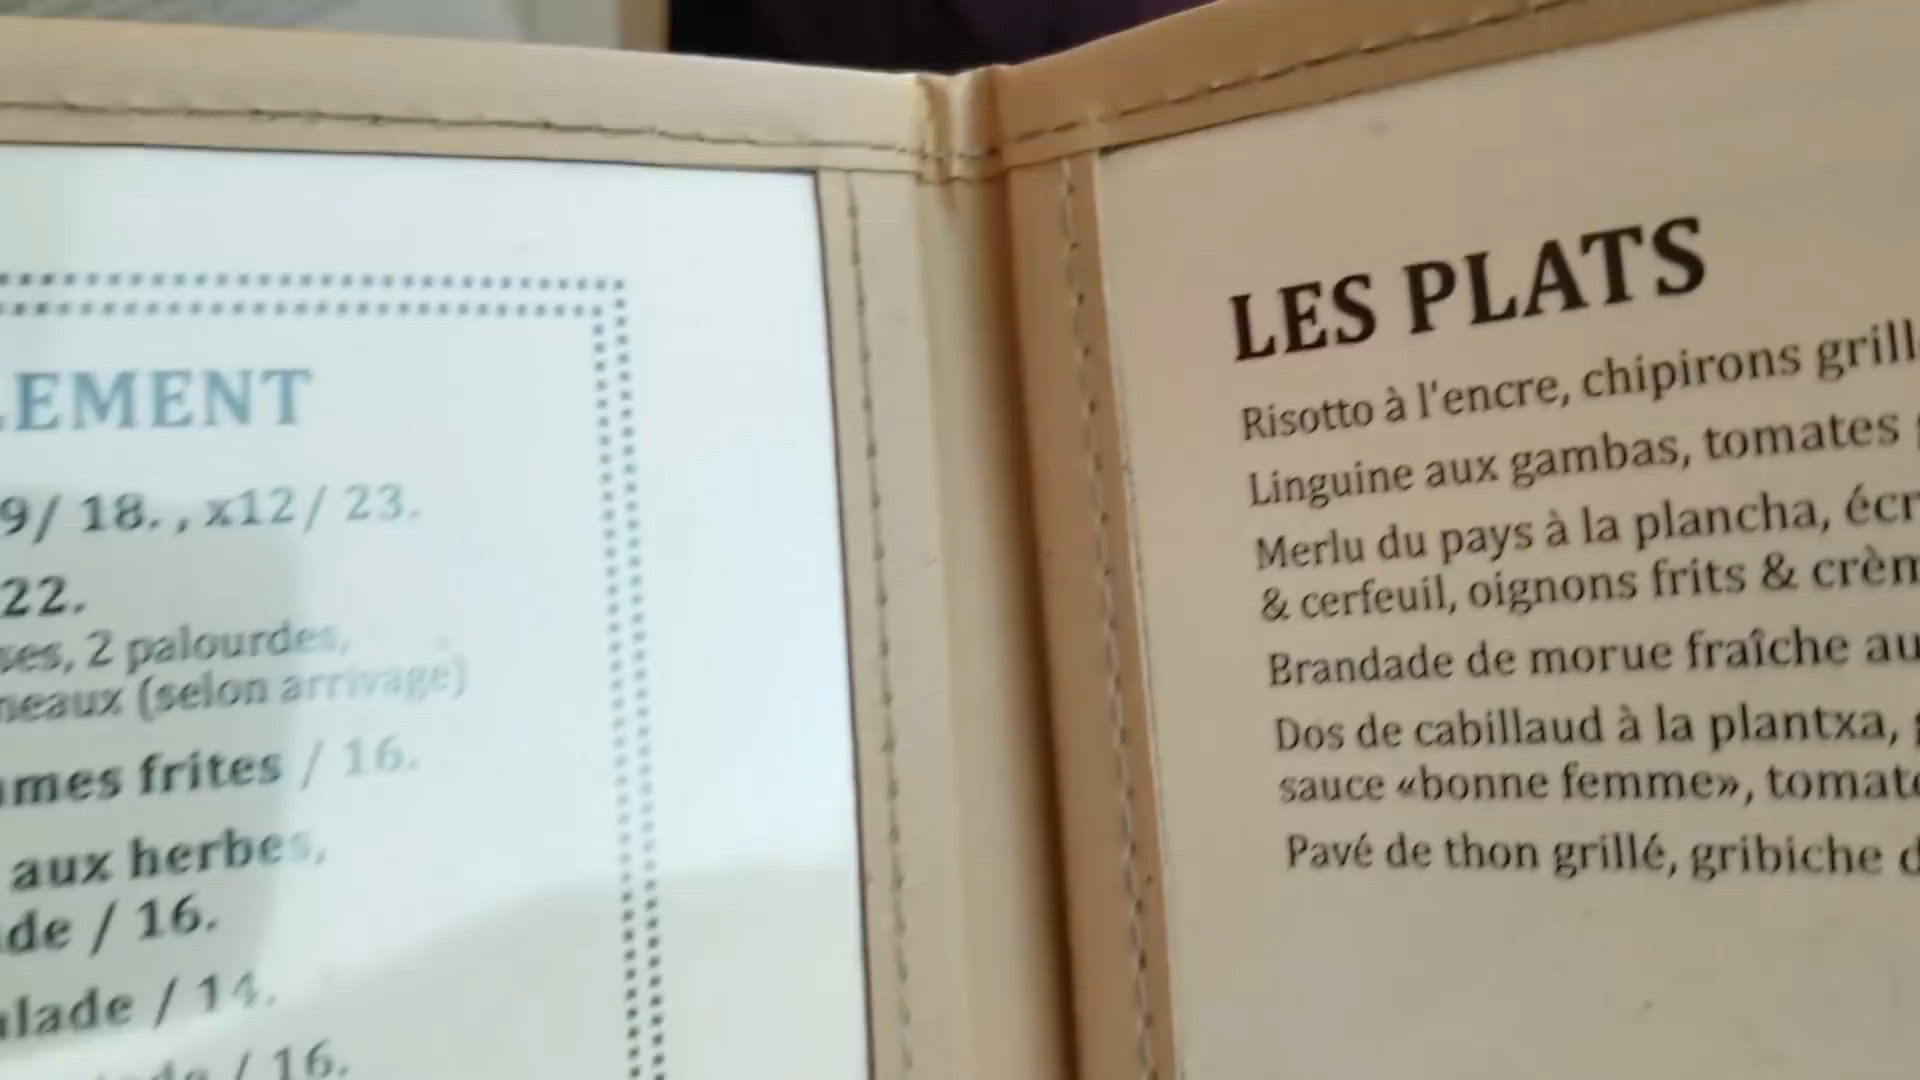 LEMENT
9/ 18. , x12/ 23.
22.
ses, 2 palourdes,
neaux (selon arrivage)
mes frites / 16.
aux herbes,
de / 16.
lade / 14.
/ 16.
LES PLATS
Risotto à l'encre, chipirons grill
Linguine aux gambas, tomates
Merlu du pays à la plancha, écr
& cerfeuil, oignons frits & crèm
Brandade de morue fraîche au
Dos de cabillaud à la plantxa,
sauce «bonne femme», tomat
Pavé de thon grillé, gribiche d